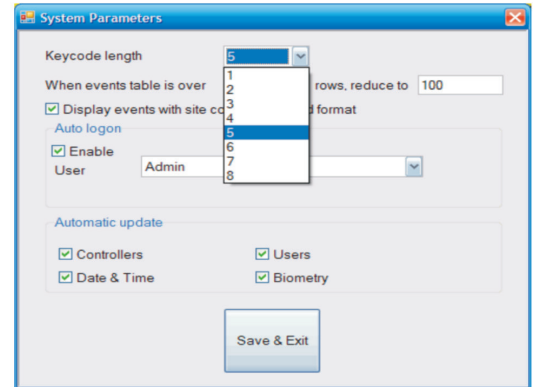 System Parameters
Keycode length 5
When events table is over rows, reduce to 100
Display events with site co d format
1
2
3
4
5
6
7
8
Auto logon
Enable
User Admin
Automatic update
Controllers Users
Date & Time Biometry
Save & Exit